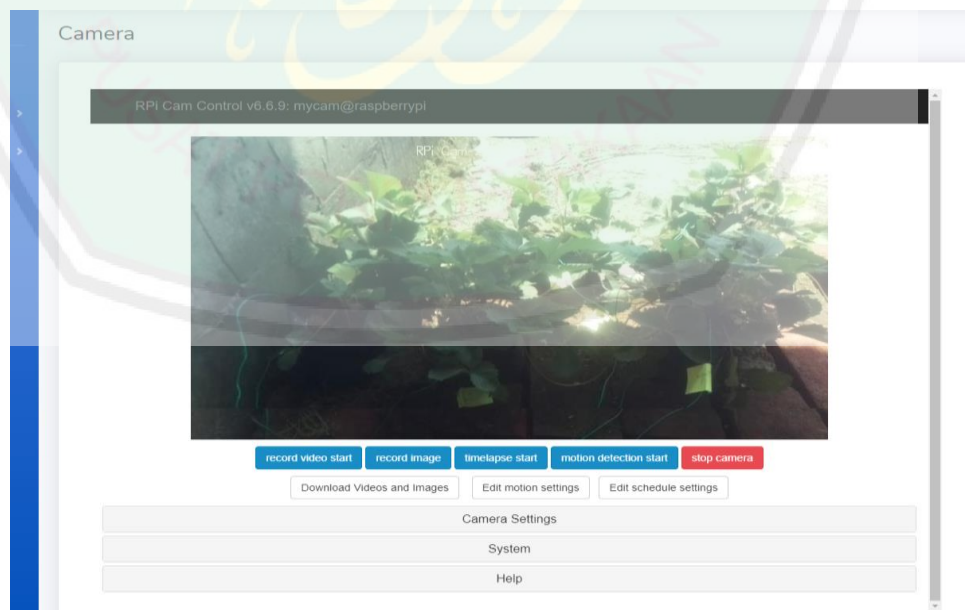 Camera
RPi Cam Control v6.6.9: mycam@raspberrypi
RPi Cam
record video start record image timelapse start motion detection start stop camera
Download Videos and Images Edit motion settings Edit schedule settings
Camera Settings
System
Help